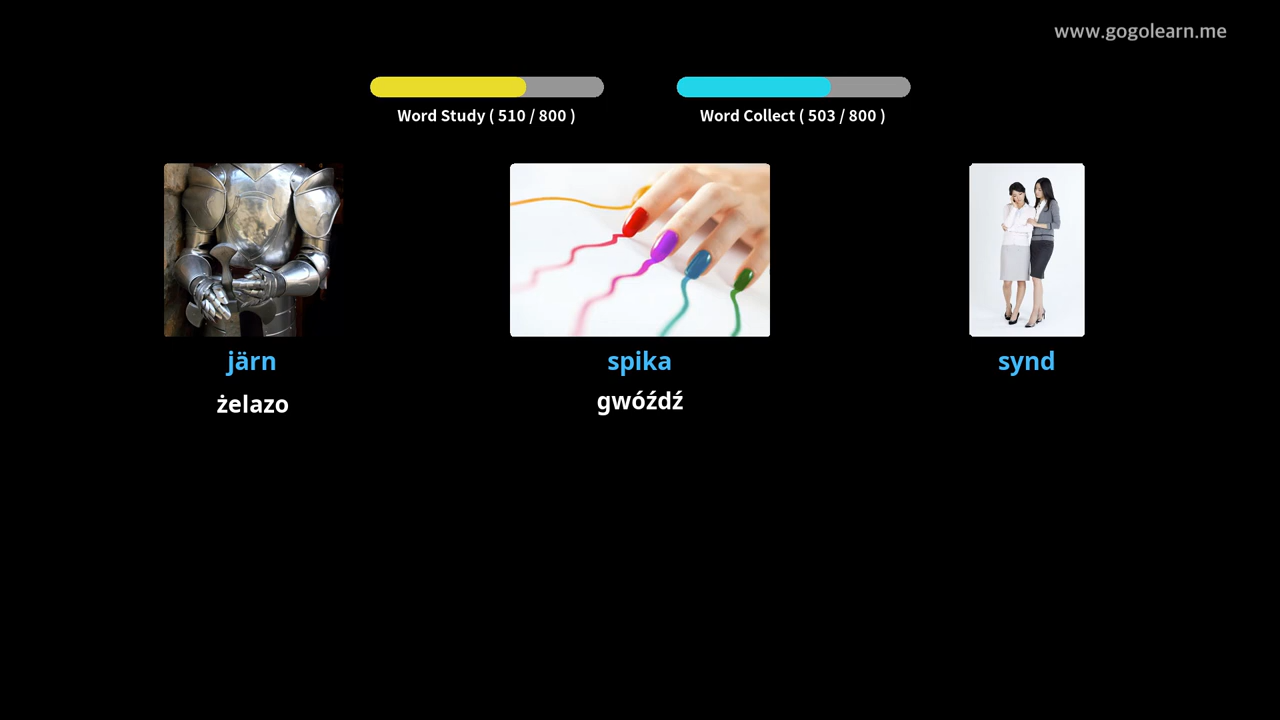 www.gogolearn.me
Word Study ( 510 / 800 )
Word Collect ( 503 / 800 )
järn
spika
synd
żelazo
gwóźdź